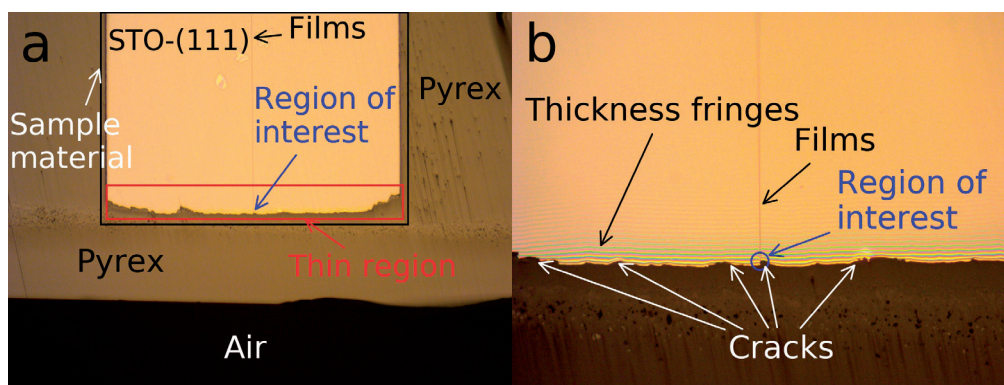 a
STO-(111)
Films
Pyrex
Region of
interest
Sample
material
Pyrex
Thin region
Air
b
Thickness fringes
Films
Region of
interest
Cracks